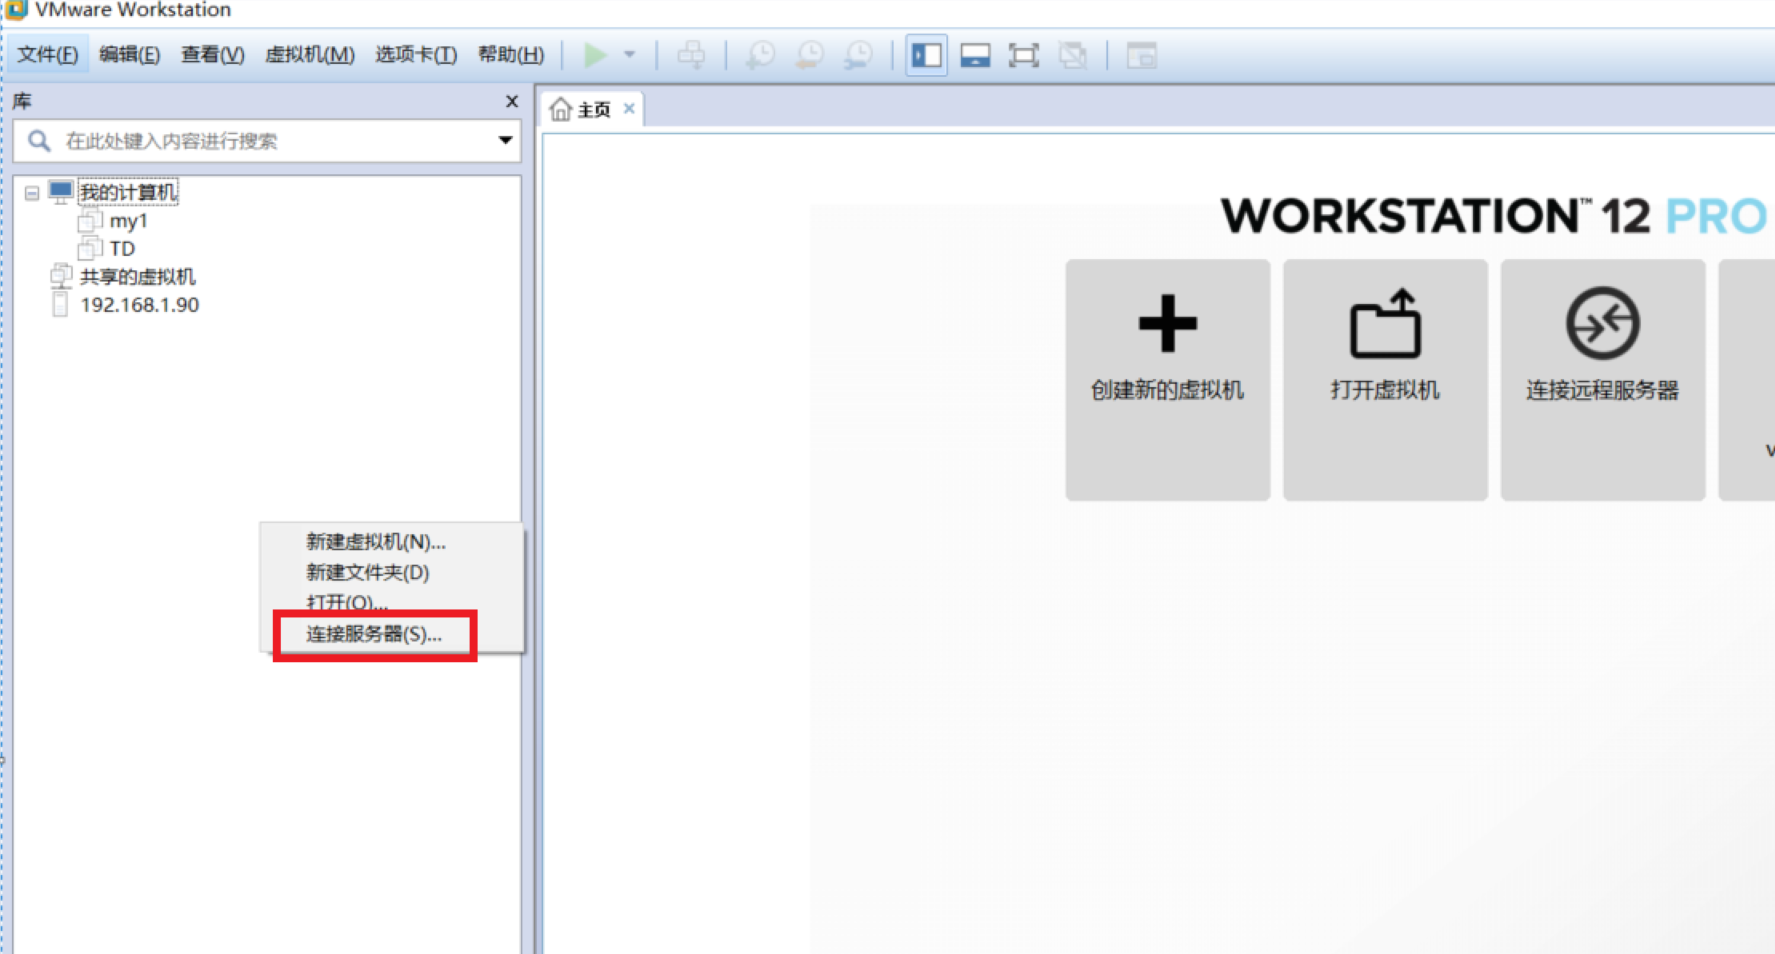 VMware Workstation
文件(F) 编辑(E) 查看(V) 虚拟机(M) 选项卡(T) 帮助(H)
库
在此处键入内容进行搜索
我的计算机
my1
TD
共享的虚拟机
192.168.1.90
新建虚拟机(N)...
新建文件夹(D)
打开(O)...
连接服务器(S)...
主页
WORKSTATION™ 12 PRO
创建新的虚拟机
打开虚拟机
连接远程服务器